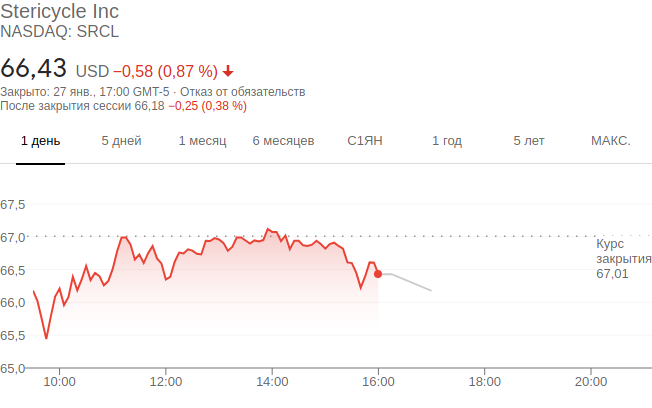 Stericycle Inc
NASDAQ: SRCL
66,43 USD −0,58 (0,87 %)
Закрыто: 27 янв., 17:00 GMT-5 · Отказ от обязательств
После закрытия сессии 66,18 −0,25 (0,38 %)
1 день 5 дней 1 месяц 6 месяцев С1ЯН 1 год 5 лет МАКС.
67,5
67,0
Курс
закрытия
67,01
66,5
66,0
65,5
65,0
10:00 12:00 14:00 16:00 18:00 20:00